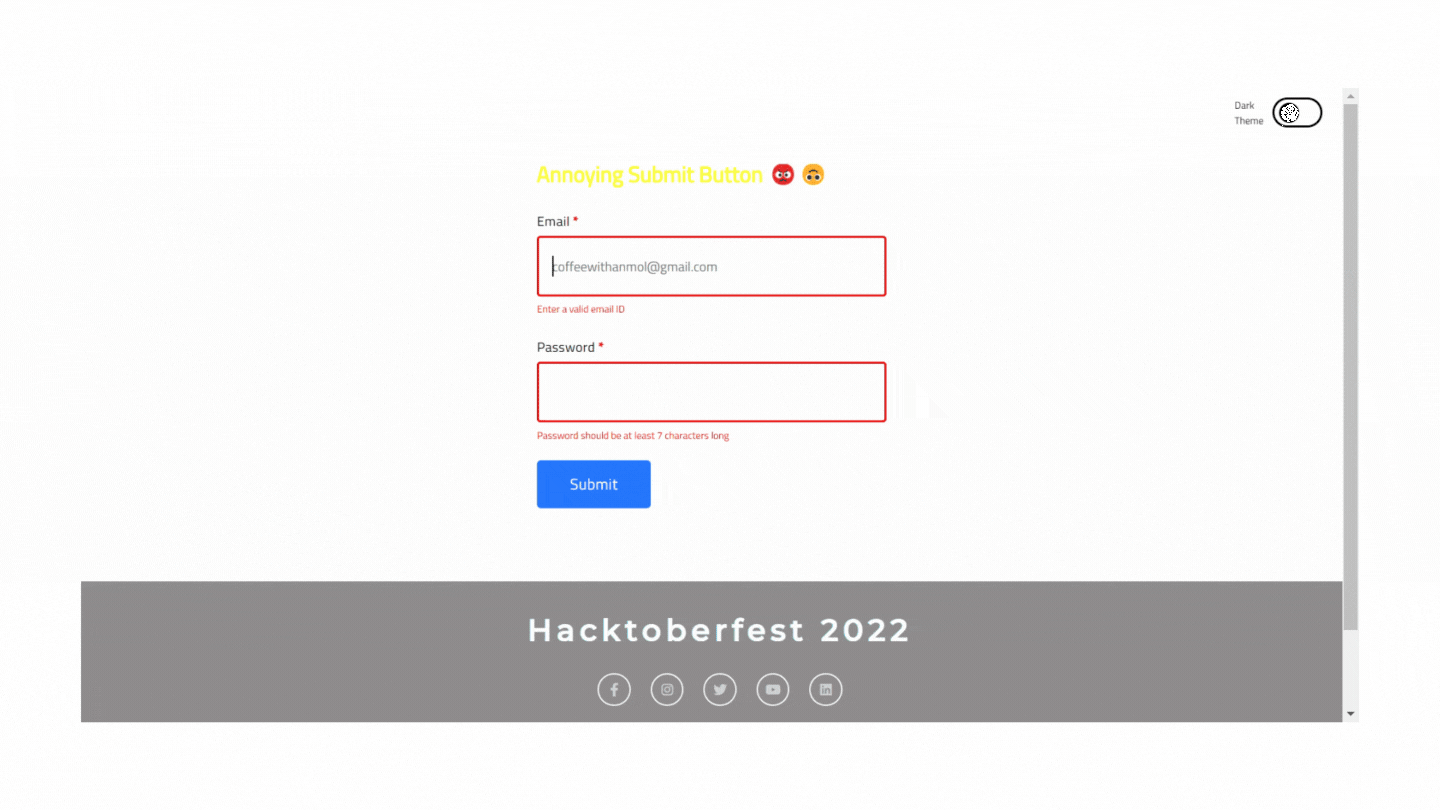 Dark
Theme
Annoying Submit Button
Email *
coffeewithanmol@gmail.com
Enter a valid email ID
Password *
Password should be at least 7 characters long
Submit
Hacktoberfest 2022